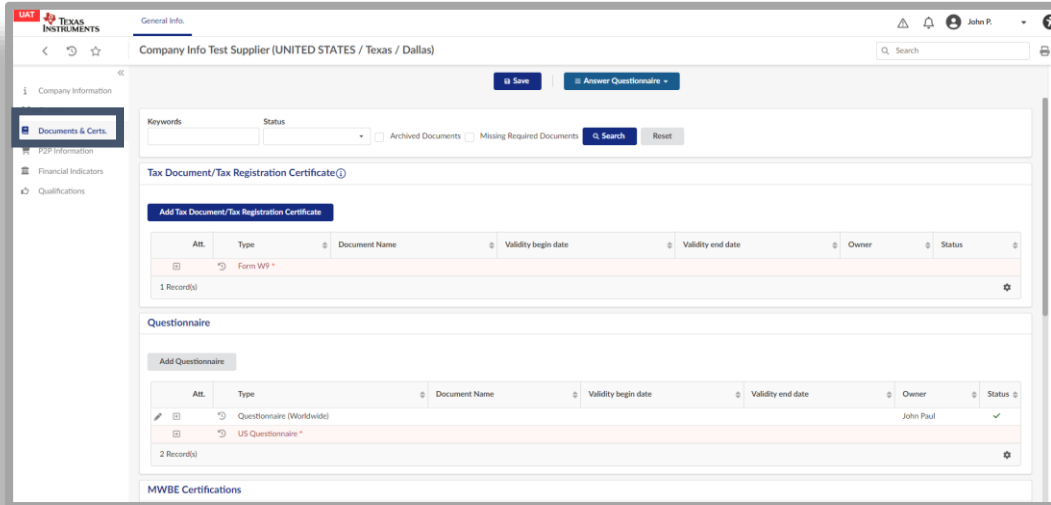 UAT
TEXAS INSTRUMENTS
General Info.
John P.
Company Info Test Supplier (UNITED STATES / Texas / Dallas)
Search
Save
Answer Questionnaire
Company Information
Documents & Certs.
P2P Information
Financial Indicators
Qualifications
Keywords
Status
Archived Documents
Missing Required Documents
Search
Reset
Tax Document/Tax Registration Certificate
Add Tax Document/Tax Registration Certificate
Att. Type Document Name Validity begin date Validity end date Owner Status
Form W9 *
1 Record(s)
Questionnaire
Add Questionnaire
Att. Type Document Name Validity begin date Validity end date Owner Status
Questionnaire (Worldwide) John Paul
US Questionnaire *
2 Record(s)
MWBE Certifications